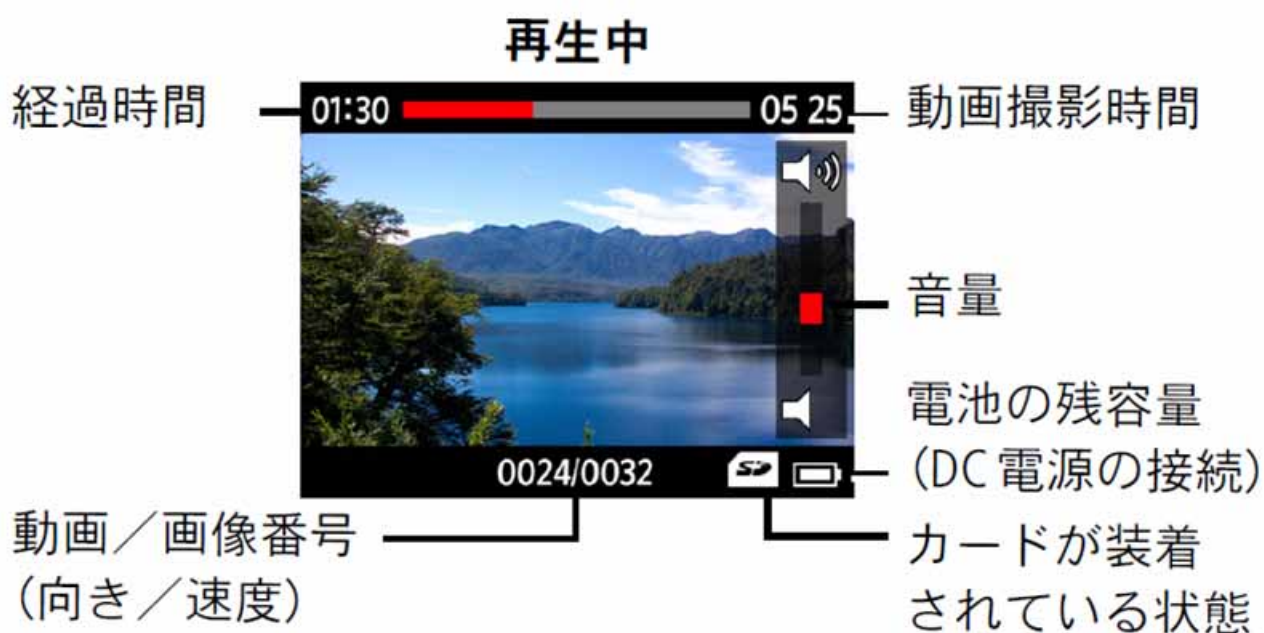 再生中
経過時間
01:30
05 25
動画撮影時間
音量
電池の残容量
(DC電源の接続)
0024/0032
SD
動画／画像番号
(向き／速度)
カードが装着
されている状態